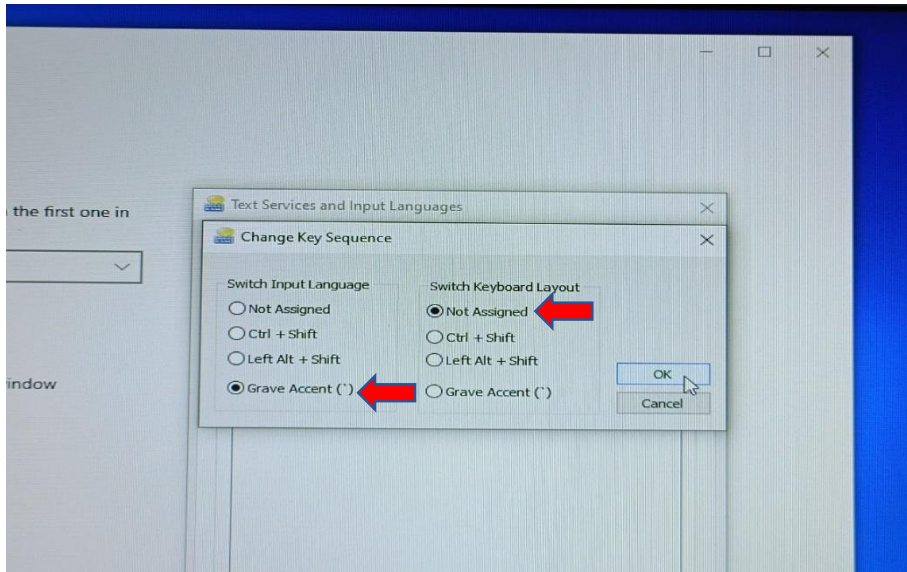 the first one in
indow
Text Services and Input Languages
Change Key Sequence
Switch Input Language
Not Assigned
Ctrl + Shift
Left Alt + Shift
Grave Accent (`)
Switch Keyboard Layout
Not Assigned
Ctrl + Shift
Left Alt + Shift
Grave Accent (`)
OK
Cancel